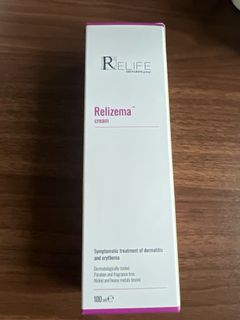 RELIFE
Relizema™
cream
Symptomatic treatment of dermatitis
and erythema
Dermatologically tested
Paraben and fragrance free
Nickel and heavy metals tested
100 ml ℮